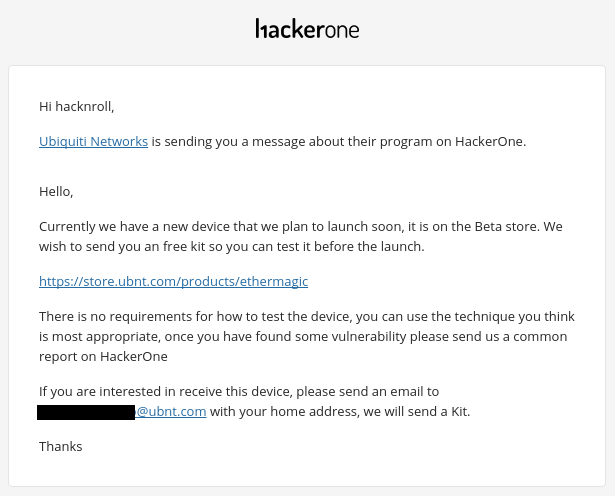 hackerone
Hi hacknroll,
Ubiquiti Networks is sending you a message about their program on HackerOne.
Hello,
Currently we have a new device that we plan to launch soon, it is on the Beta store. We
wish to send you an free kit so you can test it before the launch.
https://store.ubnt.com/products/ethermagic
There is no requirements for how to test the device, you can use the technique you think
is most appropriate, once you have found some vulnerability please send us a common
report on HackerOne
If you are interested in receive this device, please send an email to
@ubnt.com with your home address, we will send a Kit.
Thanks